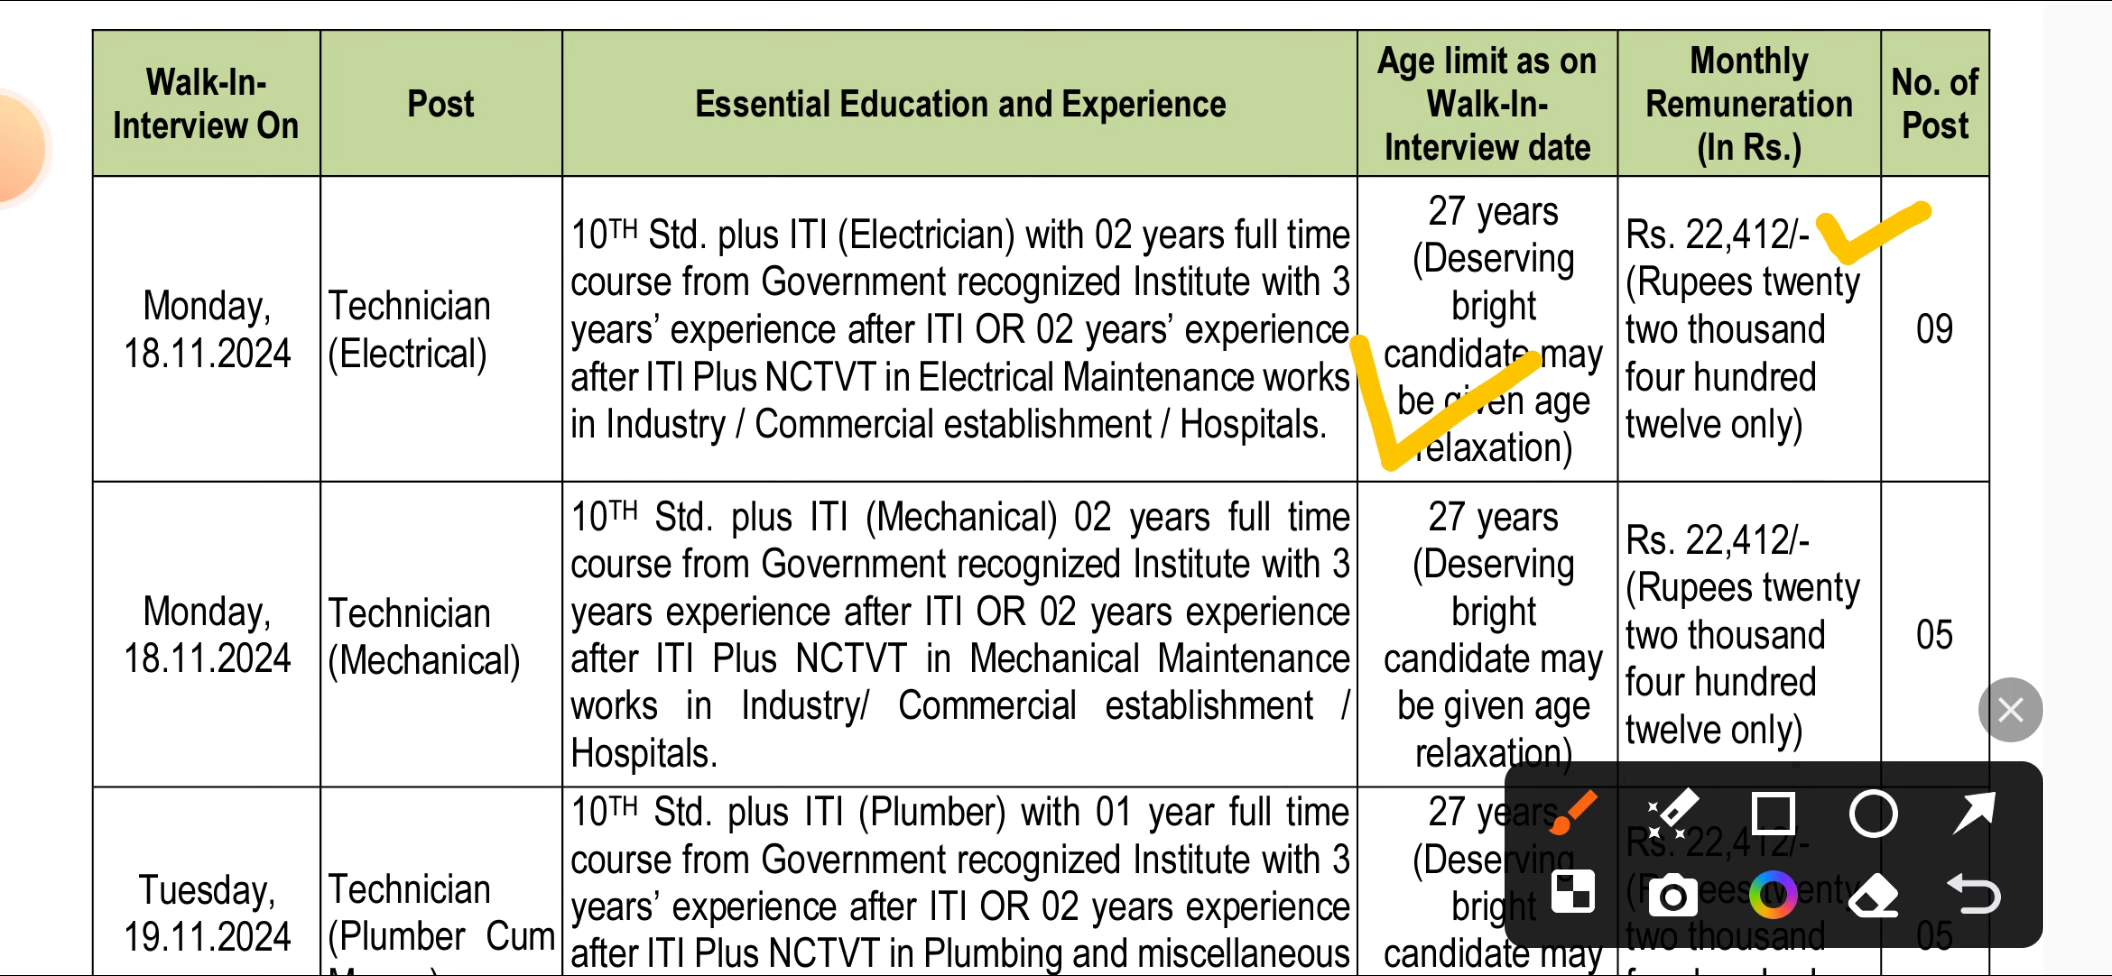 Walk-In-
Interview On
Post
Essential Education and Experience
Age limit as on
Walk-In-
Interview date
Monthly
Remuneration
(In Rs.)
No. of
Post
Monday,
18.11.2024
Technician
(Electrical)
10TH Std. plus ITI (Electrician) with 02 years full time
course from Government recognized Institute with 3
years’ experience after ITI OR 02 years’ experience
after ITI Plus NCTVT in Electrical Maintenance works
in Industry / Commercial establishment / Hospitals.
27 years
(Deserving
bright
candidate may
be given age
relaxation)
Rs. 22,412/-
(Rupees twenty
two thousand
four hundred
twelve only)
09
Monday,
18.11.2024
Technician
(Mechanical)
10TH Std. plus ITI (Mechanical) 02 years full time
course from Government recognized Institute with 3
years experience after ITI OR 02 years experience
after ITI Plus NCTVT in Mechanical Maintenance
works in Industry/ Commercial establishment /
Hospitals.
27 years
(Deserving
bright
candidate may
be given age
relaxation)
Rs. 22,412/-
(Rupees twenty
two thousand
four hundred
twelve only)
05
Tuesday,
19.11.2024
Technician
(Plumber Cum
10TH Std. plus ITI (Plumber) with 01 year full time
course from Government recognized Institute with 3
years’ experience after ITI OR 02 years experience
after ITI Plus NCTVT in Plumbing and miscellaneous
27 years
(Deserving
bright
candidate may
Rs. 22,412/-
(Rupees twenty
two thousand
05